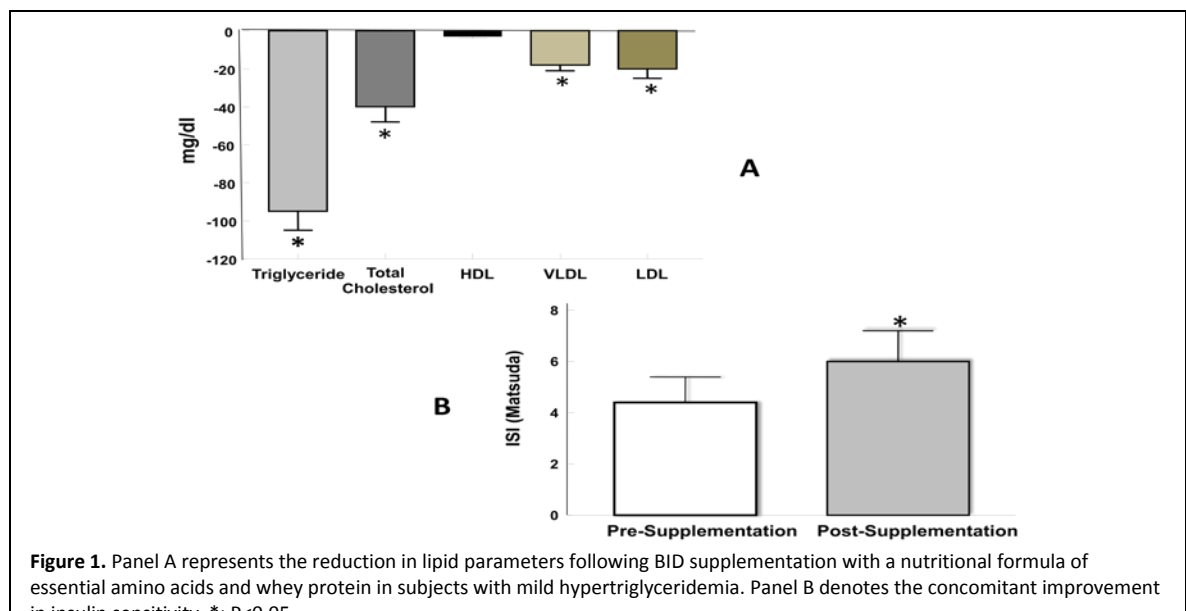 0
-20
-40
-60
-80
-100
-120
mg/dl
*
*
*
*
A
Triglyceride
Total
Cholesterol
HDL
VLDL
LDL
8
6
4
2
0
ISI (Matsuda)
B
*
Pre-Supplementation
Post-Supplementation
Figure 1. Panel A represents the reduction in lipid parameters following BID supplementation with a nutritional formula of
essential amino acids and whey protein in subjects with mild hypertriglyceridemia. Panel B denotes the concomitant improvement
in insulin sensitivity. *: